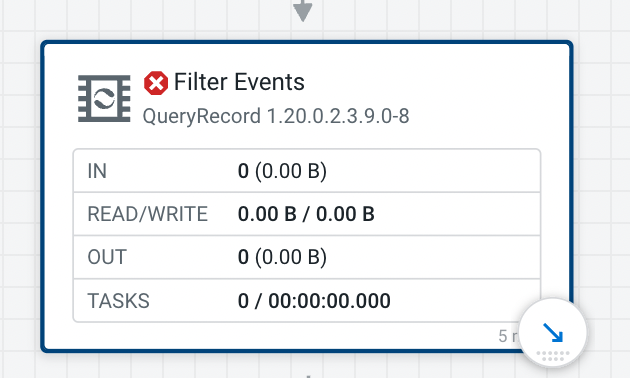 Filter Events
QueryRecord 1.20.0.2.3.9.0-8
IN 0 (0.00 B)
READ/WRITE 0.00 B / 0.00 B
OUT 0 (0.00 B)
TASKS 0 / 00:00:00.000
5